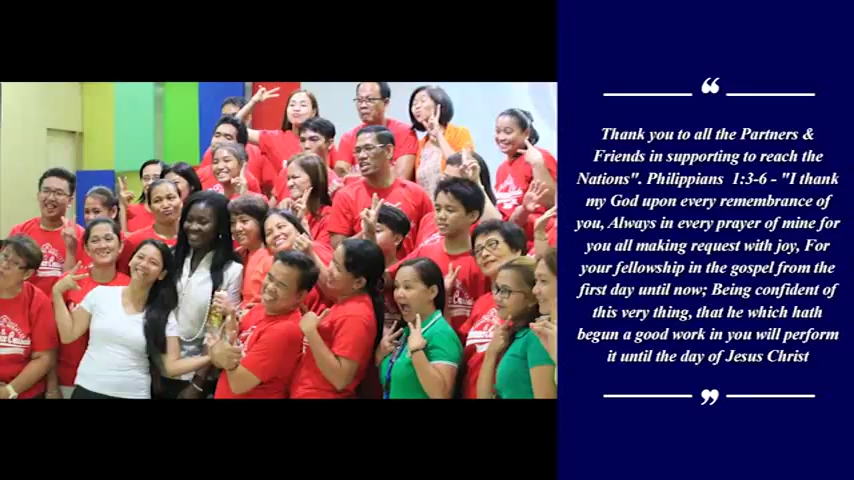 ❝
Thank you to all the Partners &
Friends in supporting to reach the
Nations". Philippians 1:3-6 - "I thank
my God upon every remembrance of
you, Always in every prayer of mine for
you all making request with joy, For
your fellowship in the gospel from the
first day until now; Being confident of
this very thing, that he which hath
begun a good work in you will perform
it until the day of Jesus Christ
❞